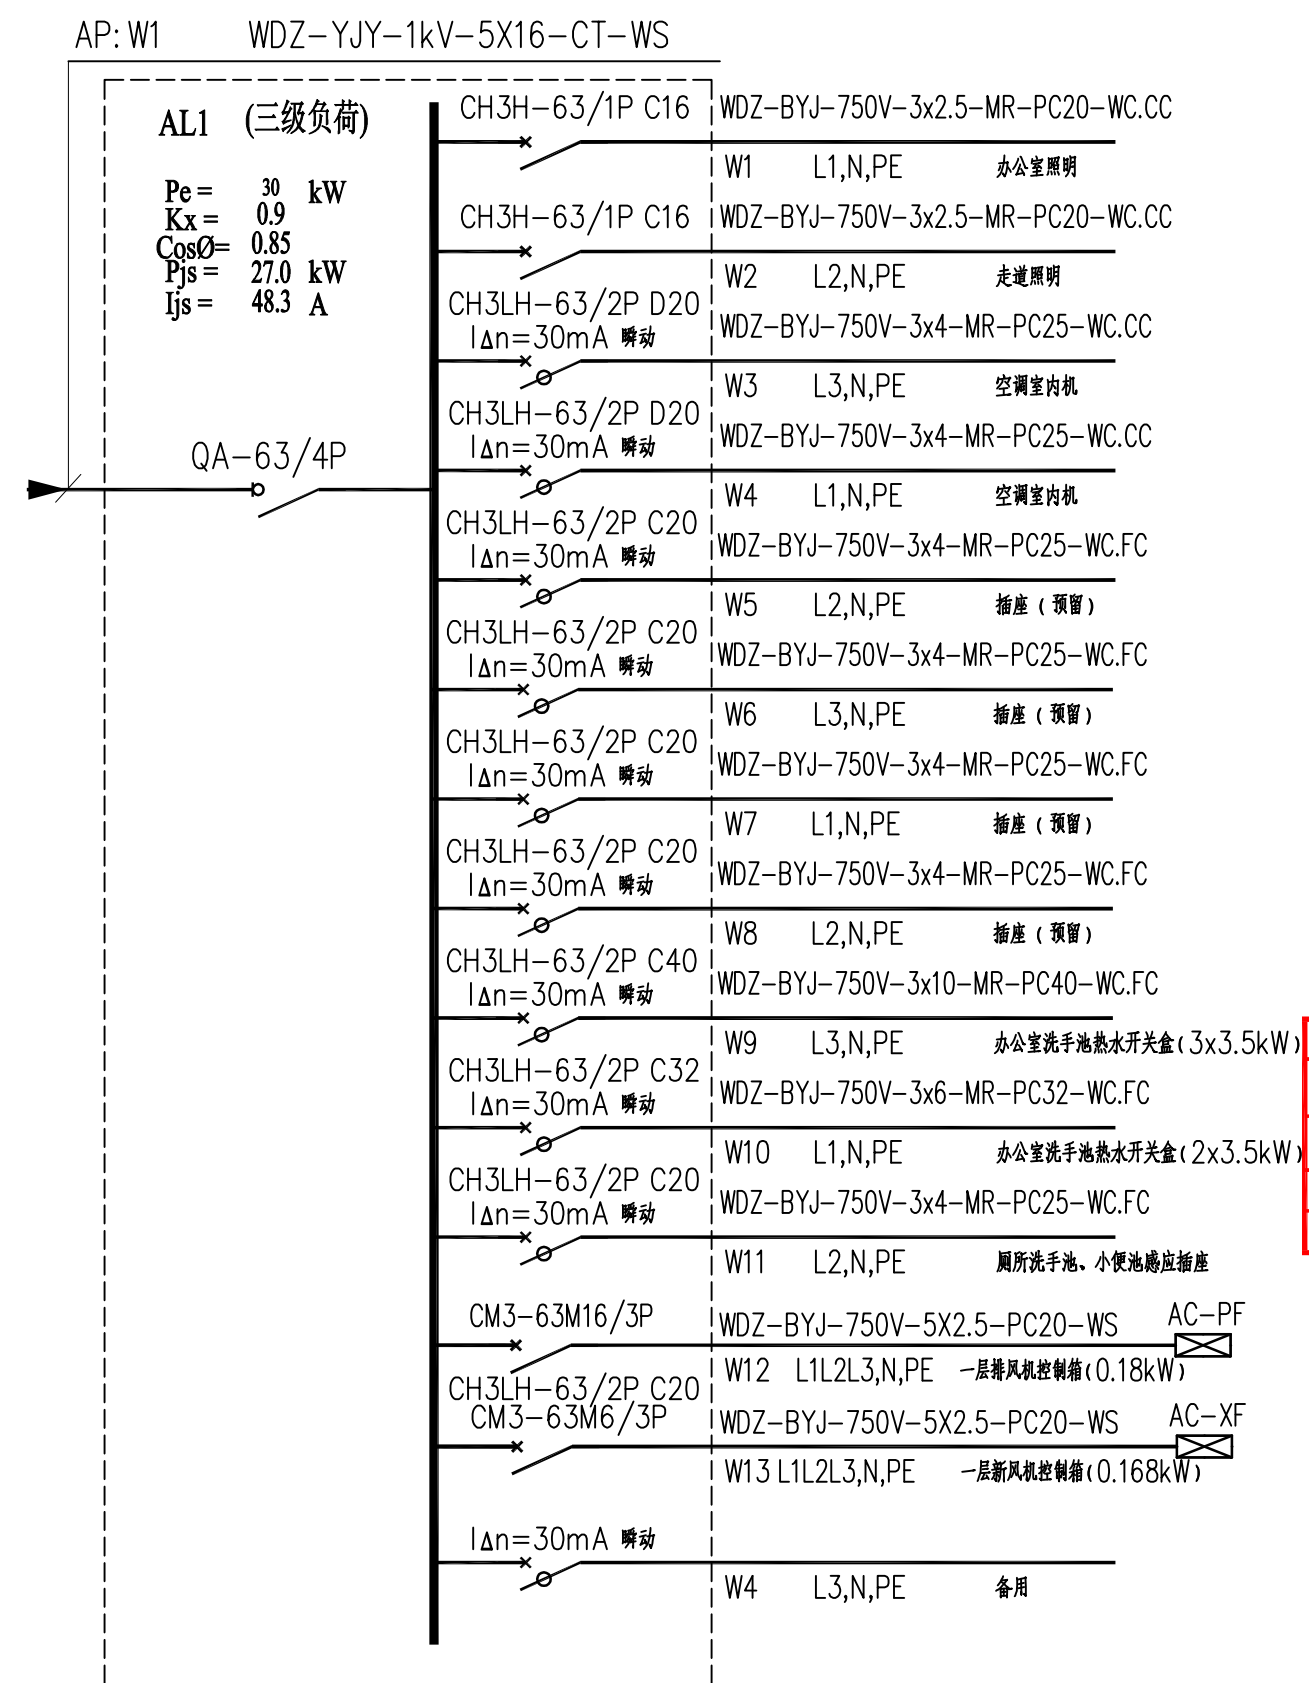 AP: W1 WDZ-YJY-1kV-5X16-CT-WS
AL1 (三级负荷)
Pe = 30 kW
Kx = 0.9
CosØ= 0.85
Pjs = 27.0 kW
Ijs = 48.3 A
QA-63/4P
CH3H-63/1P C16 WDZ-BYJ-750V-3x2.5-MR-PC20-WC.CC
W1 L1,N,PE 办公室照明
CH3H-63/1P C16 WDZ-BYJ-750V-3x2.5-MR-PC20-WC.CC
W2 L2,N,PE 走道照明
CH3LH-63/2P D20
I∆n=30mA 瞬动 WDZ-BYJ-750V-3x4-MR-PC25-WC.CC
W3 L3,N,PE 空调室内机
CH3LH-63/2P D20
I∆n=30mA 瞬动 WDZ-BYJ-750V-3x4-MR-PC25-WC.CC
W4 L1,N,PE 空调室内机
CH3LH-63/2P C20
I∆n=30mA 瞬动 WDZ-BYJ-750V-3x4-MR-PC25-WC.FC
W5 L2,N,PE 插座（预留）
CH3LH-63/2P C20
I∆n=30mA 瞬动 WDZ-BYJ-750V-3x4-MR-PC25-WC.FC
W6 L3,N,PE 插座（预留）
CH3LH-63/2P C20
I∆n=30mA 瞬动 WDZ-BYJ-750V-3x4-MR-PC25-WC.FC
W7 L1,N,PE 插座（预留）
CH3LH-63/2P C20
I∆n=30mA 瞬动 WDZ-BYJ-750V-3x4-MR-PC25-WC.FC
W8 L2,N,PE 插座（预留）
CH3LH-63/2P C40
I∆n=30mA 瞬动 WDZ-BYJ-750V-3x10-MR-PC40-WC.FC
W9 L3,N,PE 办公室洗手池热水开关盒（3x3.5kW）
CH3LH-63/2P C32
I∆n=30mA 瞬动 WDZ-BYJ-750V-3x6-MR-PC32-WC.FC
W10 L1,N,PE 办公室洗手池热水开关盒（2x3.5kW）
CH3LH-63/2P C20
I∆n=30mA 瞬动 WDZ-BYJ-750V-3x4-MR-PC25-WC.FC
W11 L2,N,PE 厕所洗手池、小便池感应插座
CM3-63M16/3P WDZ-BYJ-750V-5X2.5-PC20-WS AC-PF
W12 L1L2L3,N,PE 一层排风机控制箱（0.18kW）
CH3LH-63/2P C20
CM3-63M6/3P WDZ-BYJ-750V-5X2.5-PC20-WS AC-XF
W13 L1L2L3,N,PE 一层新风机控制箱（0.168kW）
I∆n=30mA 瞬动
W4 L3,N,PE 备用